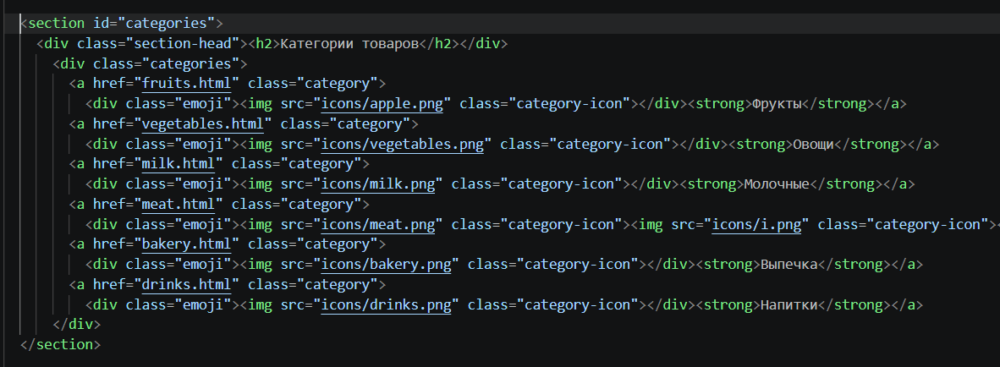 <section id="categories">
<div class="section-head"><h2>Категории товаров</h2></div>
<div class="categories">
<a href="fruits.html" class="category">
<div class="emoji"><img src="icons/apple.png" class="category-icon"></div><strong>Фрукты</strong></a>
<a href="vegetables.html" class="category">
<div class="emoji"><img src="icons/vegetables.png" class="category-icon"></div><strong>Овощи</strong></a>
<a href="milk.html" class="category">
<div class="emoji"><img src="icons/milk.png" class="category-icon"></div><strong>Молочные</strong></a>
<a href="meat.html" class="category">
<div class="emoji"><img src="icons/meat.png" class="category-icon"><img src="icons/i.png" class="category-icon"><
<a href="bakery.html" class="category">
<div class="emoji"><img src="icons/bakery.png" class="category-icon"></div><strong>Выпечка</strong></a>
<a href="drinks.html" class="category">
<div class="emoji"><img src="icons/drinks.png" class="category-icon"></div><strong>Напитки</strong></a>
</div>
</section>